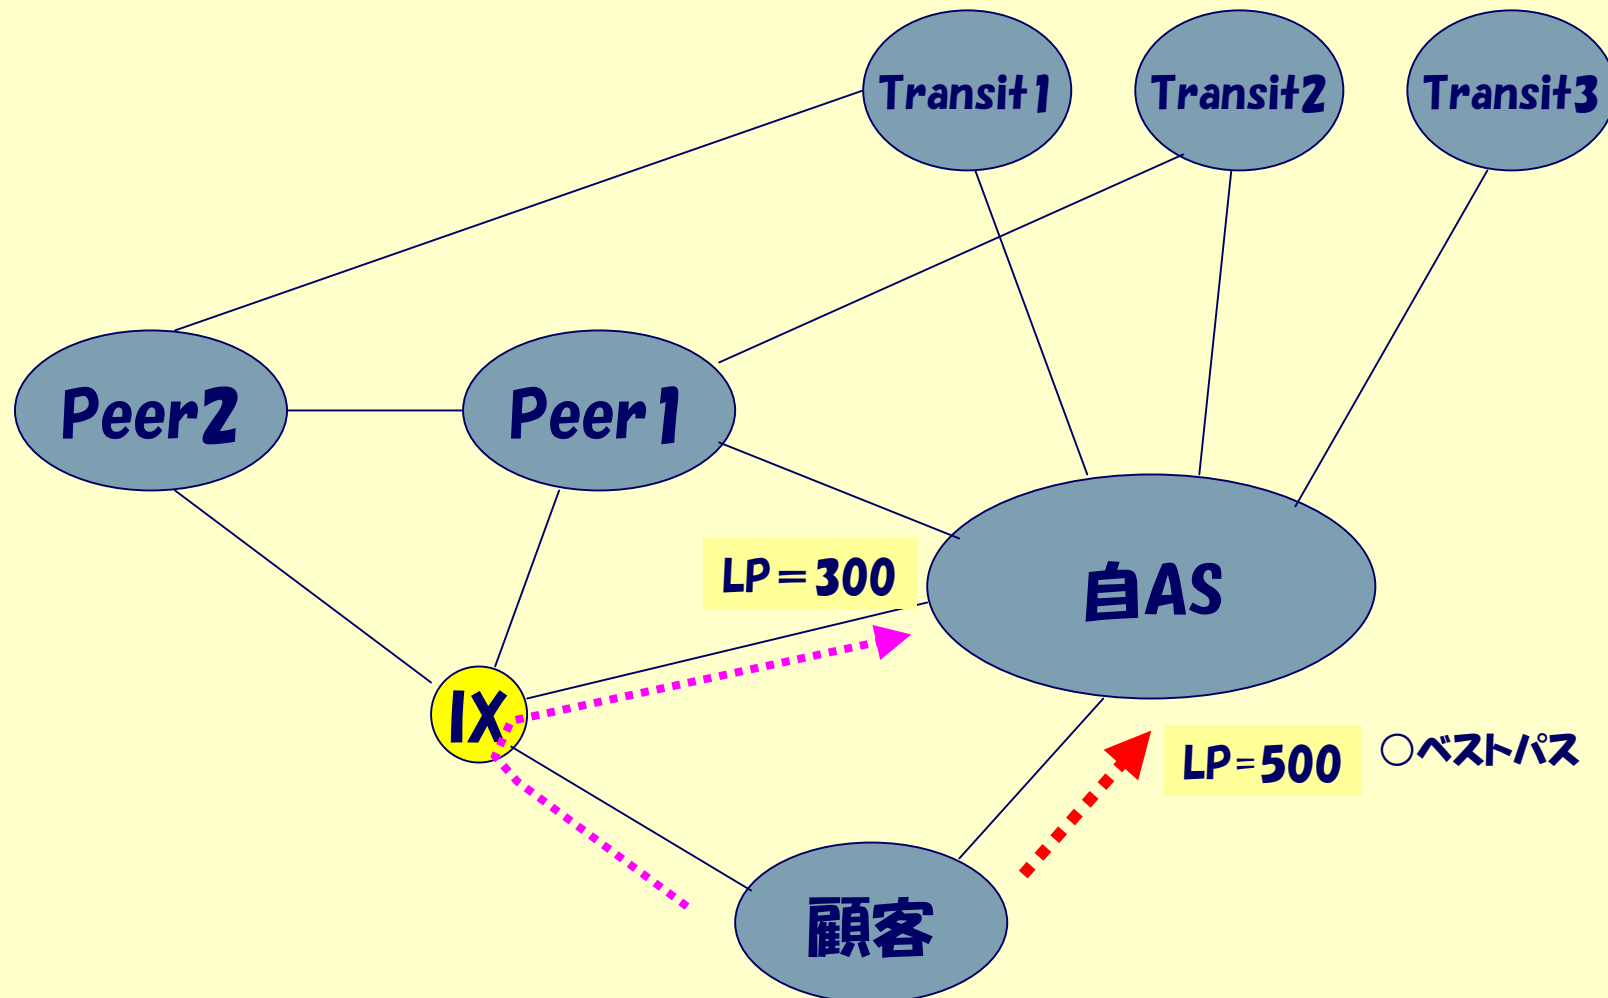 Transit1
Transit2
Transit3
Peer2
Peer1
LP=300
自AS
IX
LP=500
○ベストパス
顧客